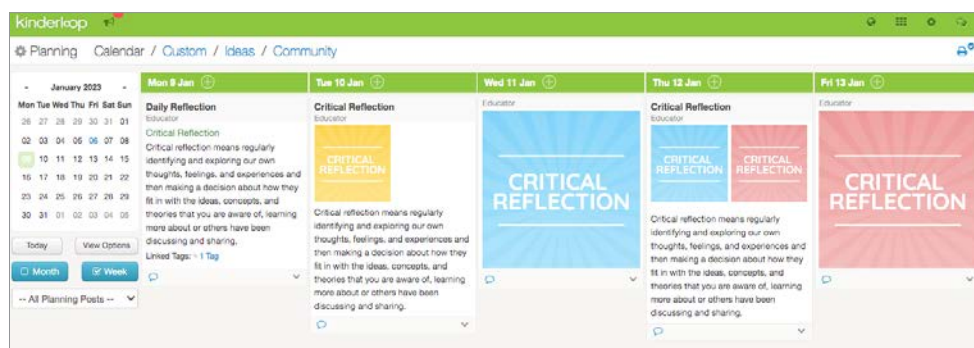 kinderloop
Planning Calendar / Custom / Ideas / Community
- January 2023 -
Mon Tue Wed Thu Fri Sat Sun
26 27 28 29 30 31 01
02 03 04 05 06 07 08
10 11 12 13 14 15
16 17 18 19 20 21 22
23 24 25 26 27 28 29
30 31 01 02 03 04 05
Today View Options
Month Week
-- All Planning Posts --
Mon 9 Jan
Daily Reflection
Educator
Critical Reflection
Critical reflection means regularly
identifying and exploring our own
thoughts, feelings, and experiences and
then making a decision about how they
fit in with the ideas, concepts, and
theories that you are aware of, learning
more about or others have been
discussing and sharing.
Linked Tags: - 1 Tag
Tue 10 Jan
Critical Reflection
Educator
CRITICAL
REFLECTION
Critical reflection means regularly
identifying and exploring our own
thoughts, feelings, and experiences and
then making a decision about how they
fit in with the ideas, concepts, and
theories that you are aware of, learning
more about or others have been
discussing and sharing.
Wed 11 Jan
Educator
CRITICAL
REFLECTION
Thu 12 Jan
Critical Reflection
Educator
CRITICAL
REFLECTION
CRITICAL
REFLECTION
Critical reflection means regularly
identifying and exploring our own
thoughts, feelings, and experiences and
then making a decision about how they
fit in with the ideas, concepts, and
theories that you are aware of, learning
more about or others have been
discussing and sharing.
Fri 13 Jan
Educator
CRITICAL
REFLECTION